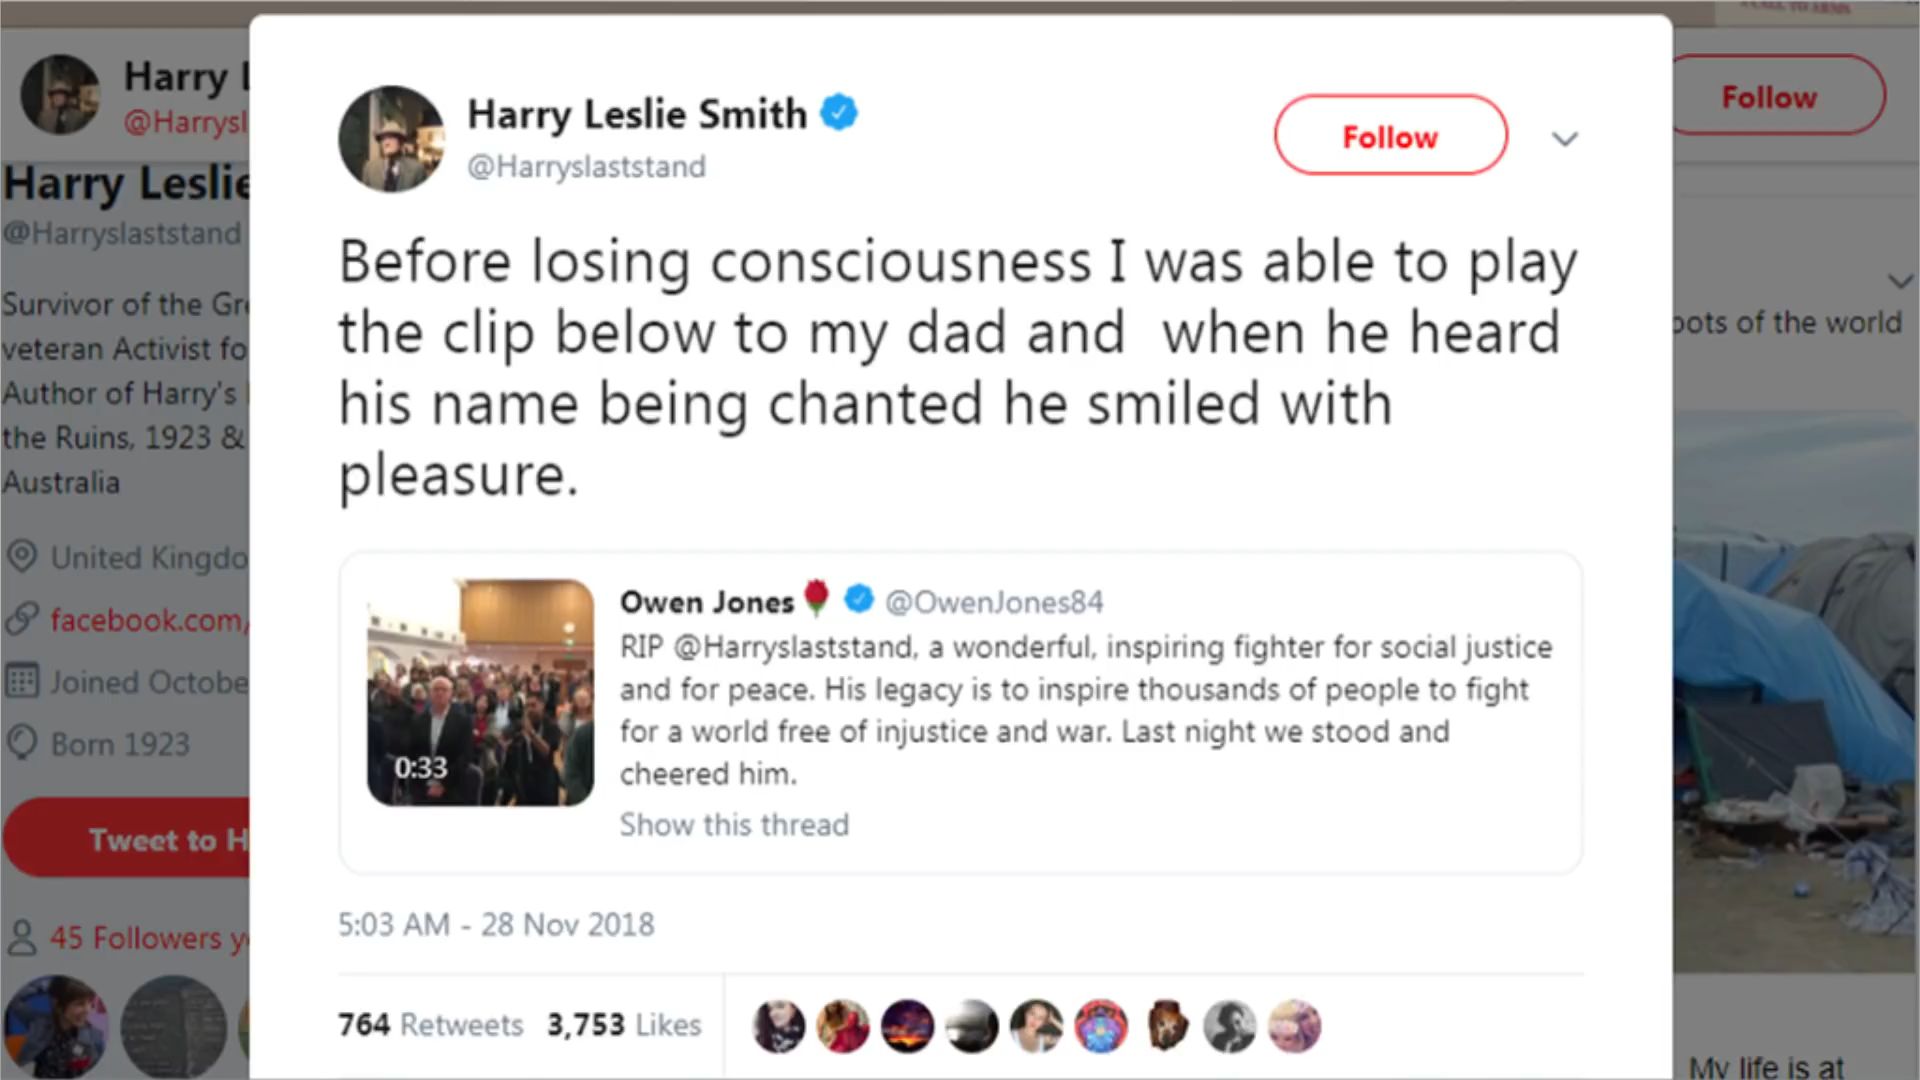 A CALL TO ARMS
Harry L
@Harrysl
Follow
Harry Leslie
@Harryslaststand
Survivor of the Gre
veteran Activist fo
Author of Harry's
the Ruins, 1923 &
Australia
United Kingdo
facebook.com/
Joined Octobe
Born 1923
Tweet to H
45 Followers y
Harry Leslie Smith
@Harryslaststand
Follow
Before losing consciousness I was able to play
the clip below to my dad and when he heard
his name being chanted he smiled with
pleasure.
0:33
Owen Jones @OwenJones84
RIP @Harryslaststand, a wonderful, inspiring fighter for social justice
and for peace. His legacy is to inspire thousands of people to fight
for a world free of injustice and war. Last night we stood and
cheered him.
Show this thread
5:03 AM - 28 Nov 2018
764 Retweets 3,753 Likes
oots of the world
My life is at